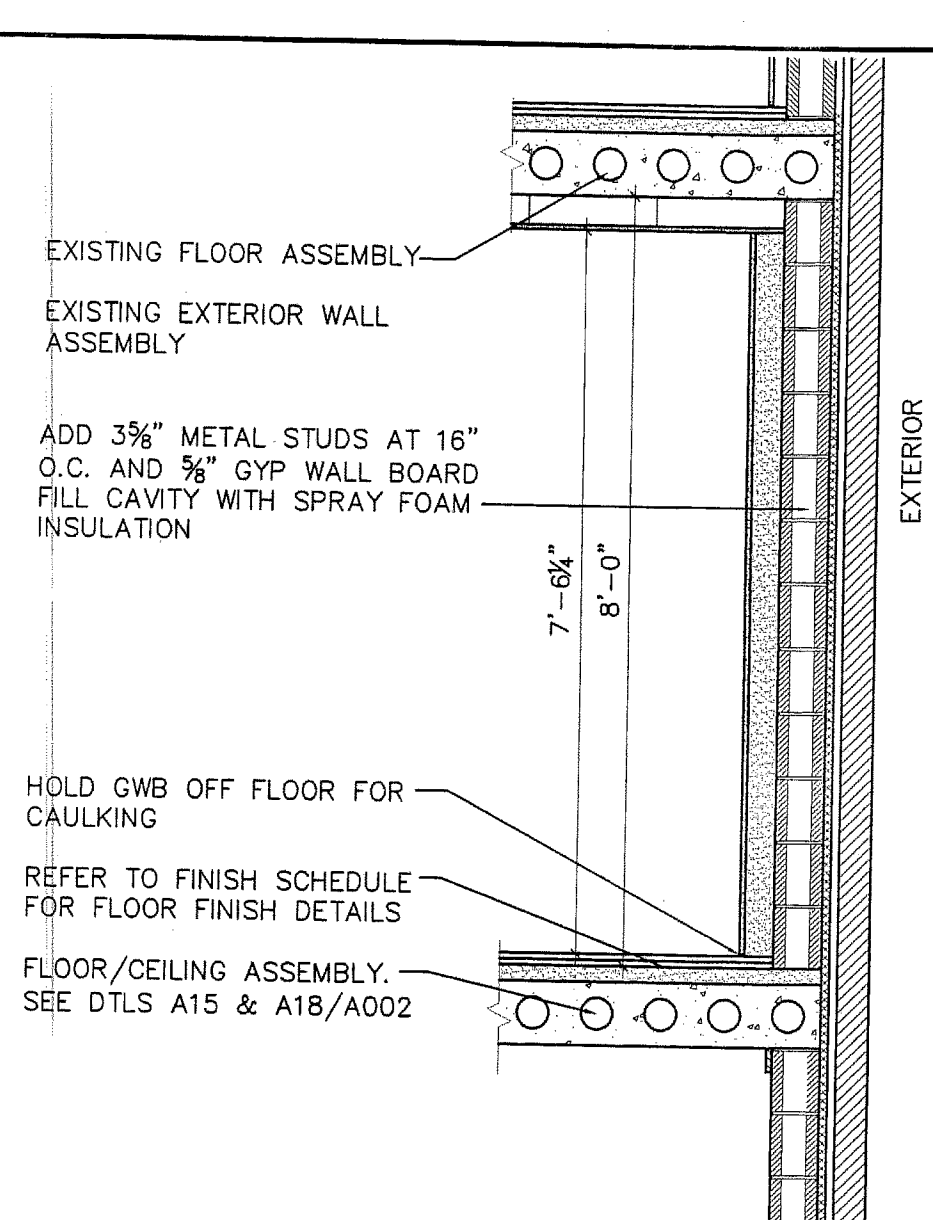 EXISTING FLOOR ASSEMBLY
EXISTING EXTERIOR WALL
ASSEMBLY
ADD 3⅝" METAL STUDS AT 16"
O.C. AND ⅝" GYP WALL BOARD
FILL CAVITY WITH SPRAY FOAM
INSULATION
7'-6¼"
8'-0"
EXTERIOR
HOLD GWB OFF FLOOR FOR
CAULKING
REFER TO FINISH SCHEDULE
FOR FLOOR FINISH DETAILS
FLOOR/CEILING ASSEMBLY.
SEE DTLS A15 & A18/A002